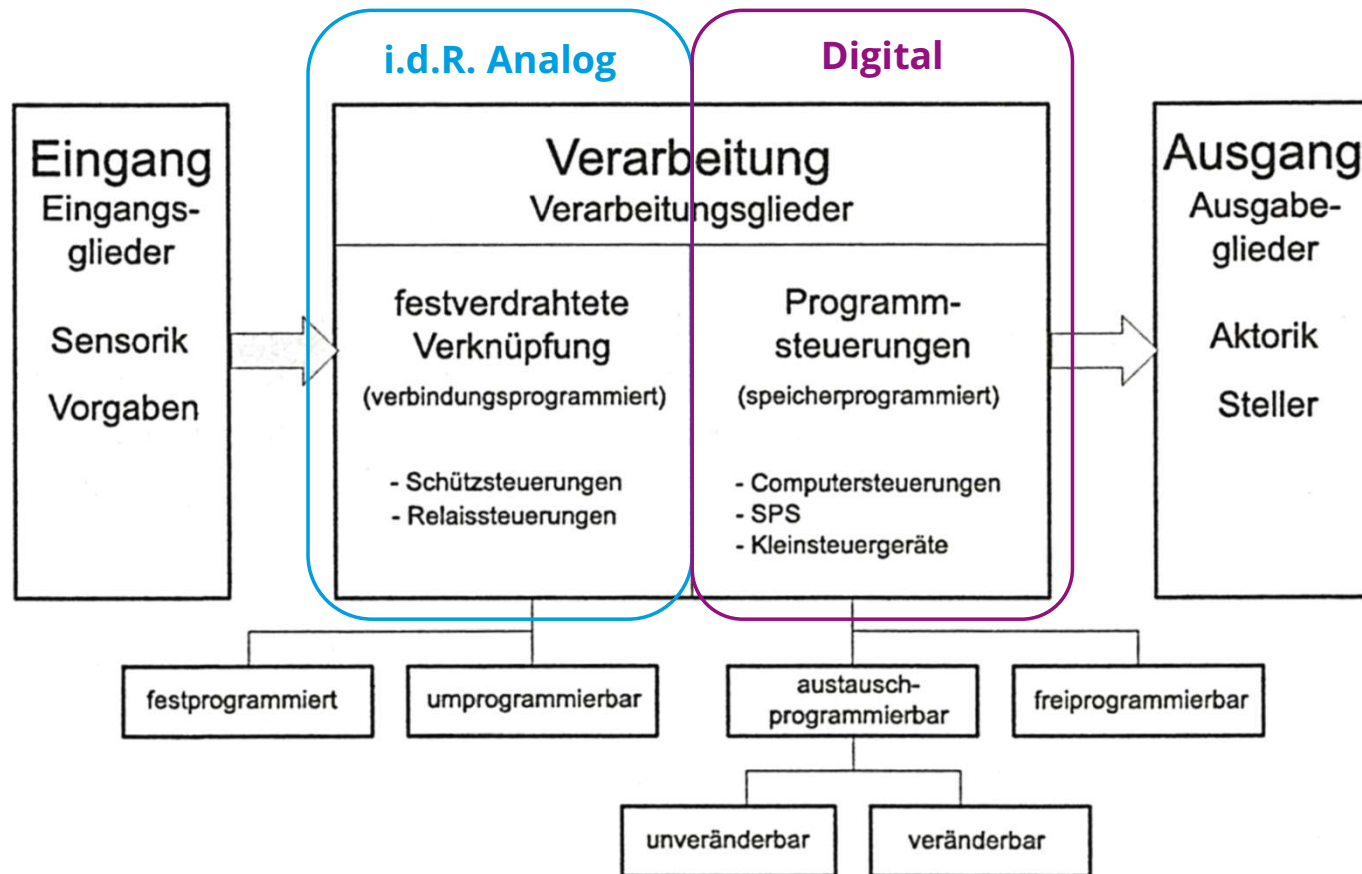 i.d.R. Analog
Digital
Eingang
Eingangs-
glieder
Sensorik
Vorgaben
Verarbeitung
Verarbeitungsglieder
festverdrahtete
Verknüpfung
(verbindungsprogrammiert)
- Schützsteuerungen
- Relaissteuerungen
Programm-
steuerungen
(speicherprogrammiert)
- Computersteuerungen
- SPS
- Kleinsteuergeräte
Ausgang
Ausgabe-
glieder
Aktorik
Steller
festprogrammiert
umprogrammierbar
austausch-
programmierbar
freiprogrammierbar
unveränderbar
veränderbar